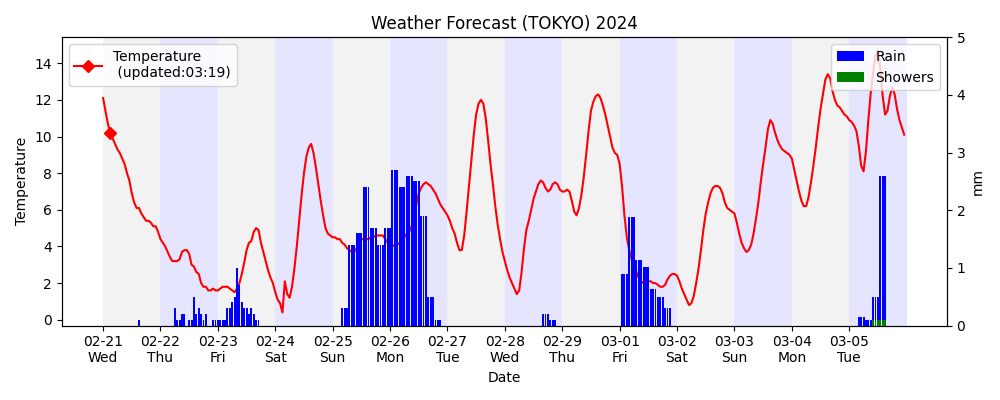 Weather Forecast (TOKYO) 2024
Temperature
(updated:03:19)
Rain
Showers
Temperature
14
12
10
8
6
4
2
0
5
4
3
2
1
0
mm
02-21 02-22 02-23 02-24 02-25 02-26 02-27 02-28 02-29 03-01 03-02 03-03 03-04 03-05
Wed Thu Fri Sat Sun Mon Tue Wed Thu Fri Sat Sun Mon Tue
Date